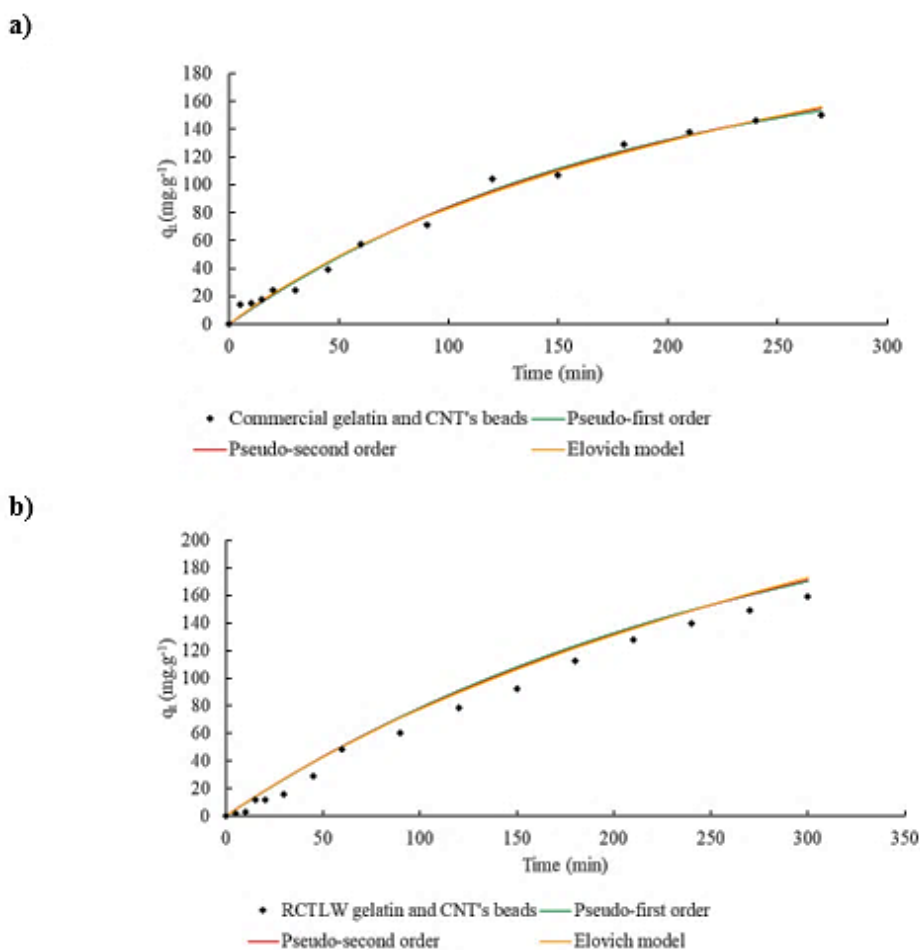 a)
180
160
140
120
100
80
60
40
20
0
qt (mg.g-1)
0 50 100 150 200 250 300
Time (min)
Commercial gelatin and CNT's beads Pseudo-first order
Pseudo-second order Elovich model
b)
200
180
160
140
120
100
80
60
40
20
0
qt (mg.g-1)
0 50 100 150 200 250 300 350
Time (min)
RCTLW gelatin and CNT's beads Pseudo-first order
Pseudo-second order Elovich model